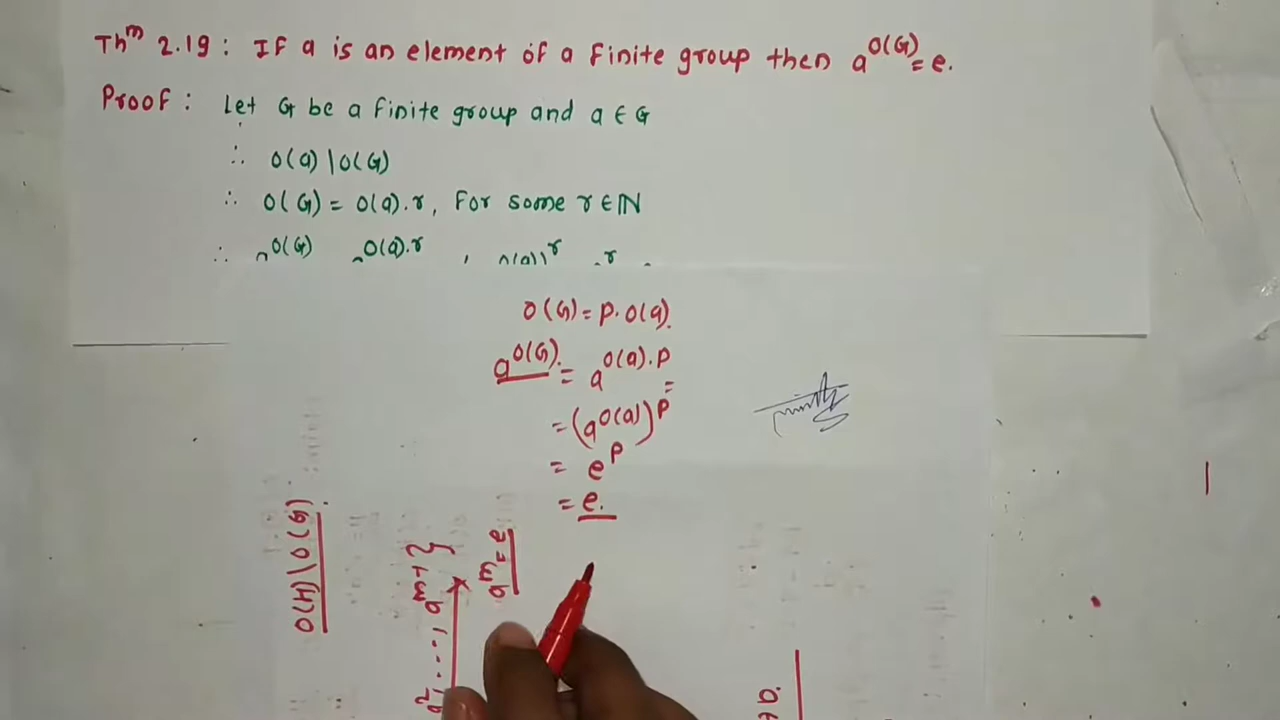 Thᵐ 2.19 : IF a is an element of a Finite group then a^O(G) = e.
Proof : Let G be a Finite group and a ∈ G
∴ O(a) | O(G)
∴ O(G) = O(a).r, For some r ∈ ℕ
O(G) = P. O(a).
a^O(G). = a^O(a).P
=
= (a^O(a))^P
= e^P
= e.
O(H) \ O(G)
a^m = e